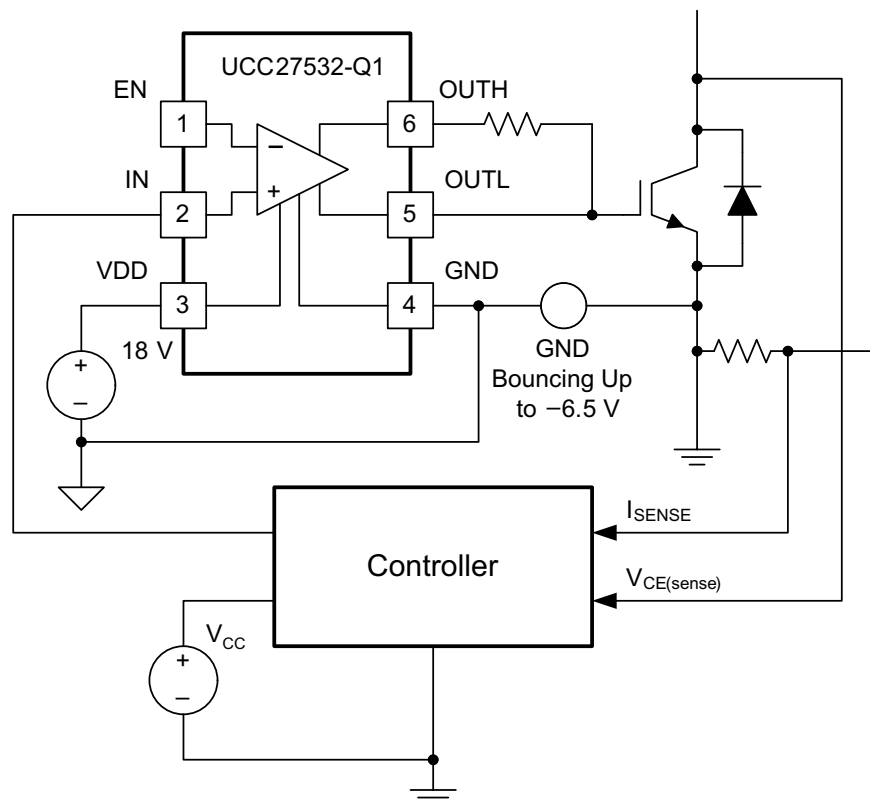 UCC27532-Q1
EN
OUTH
1
6
IN
OUTL
2
5
VDD
GND
3
4
18 V
GND
Bouncing Up
to −6.5 V
+
−
−
+
Controller
I_SENSE
V_CE(sense)
V_CC
+
−